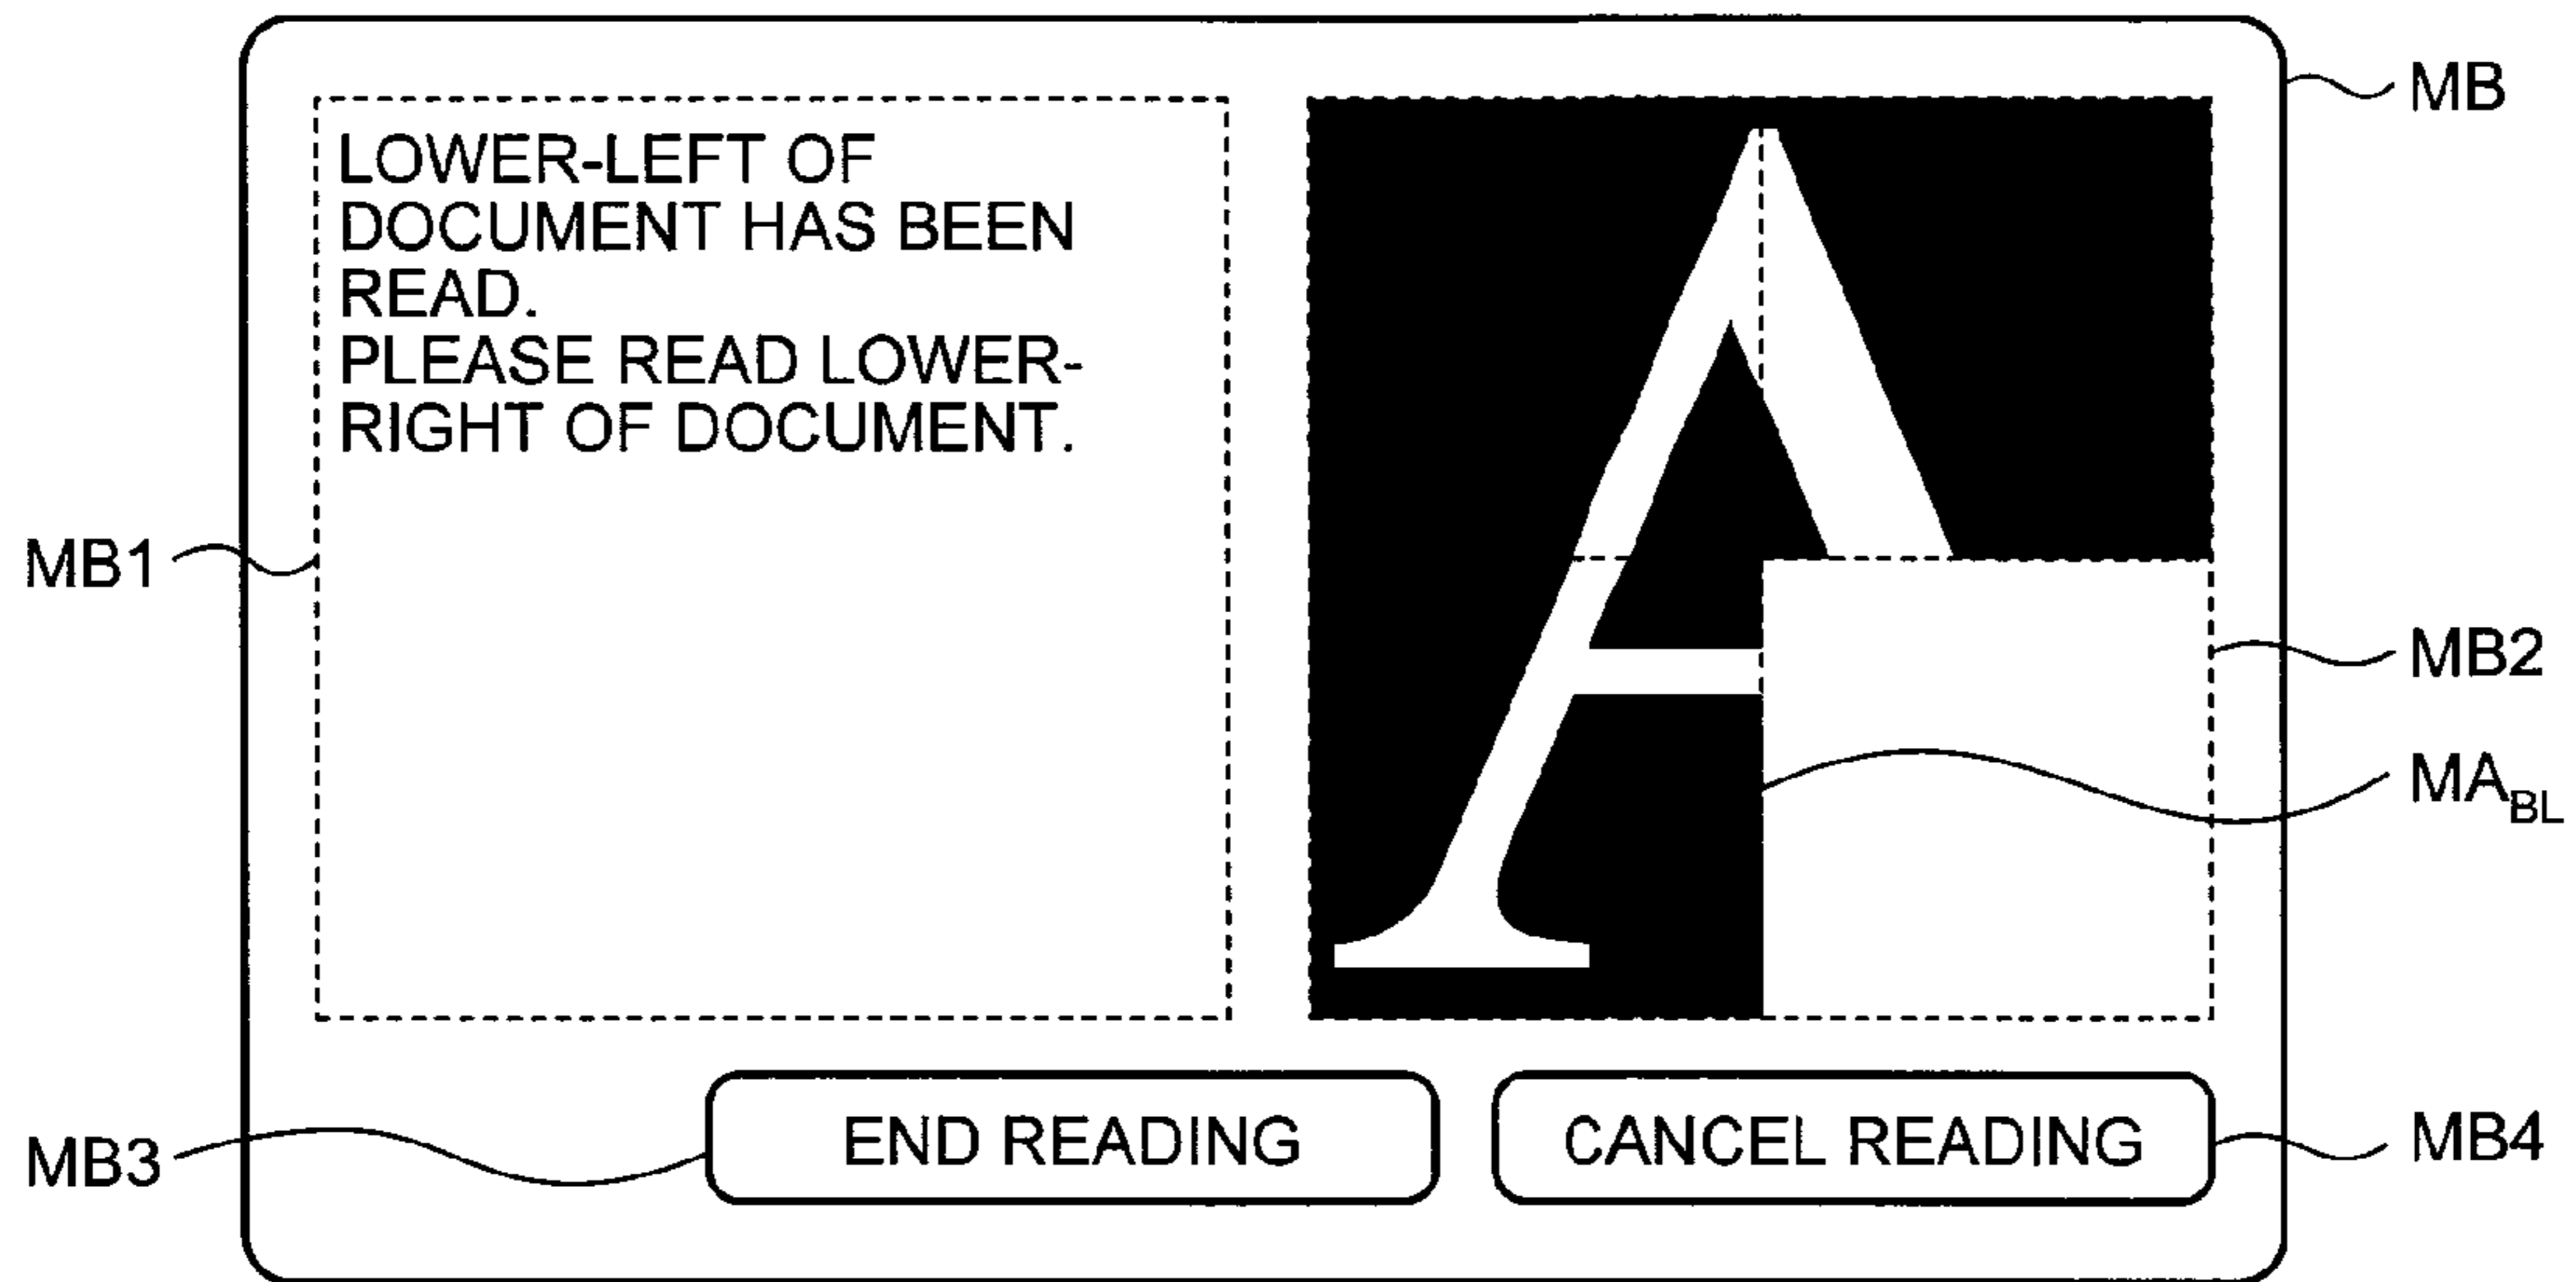 MB
LOWER-LEFT OF
DOCUMENT HAS BEEN
READ.
PLEASE READ LOWER-
RIGHT OF DOCUMENT.
A
MB1
MB2
MA_BL
END READING
CANCEL READING
MB3
MB4